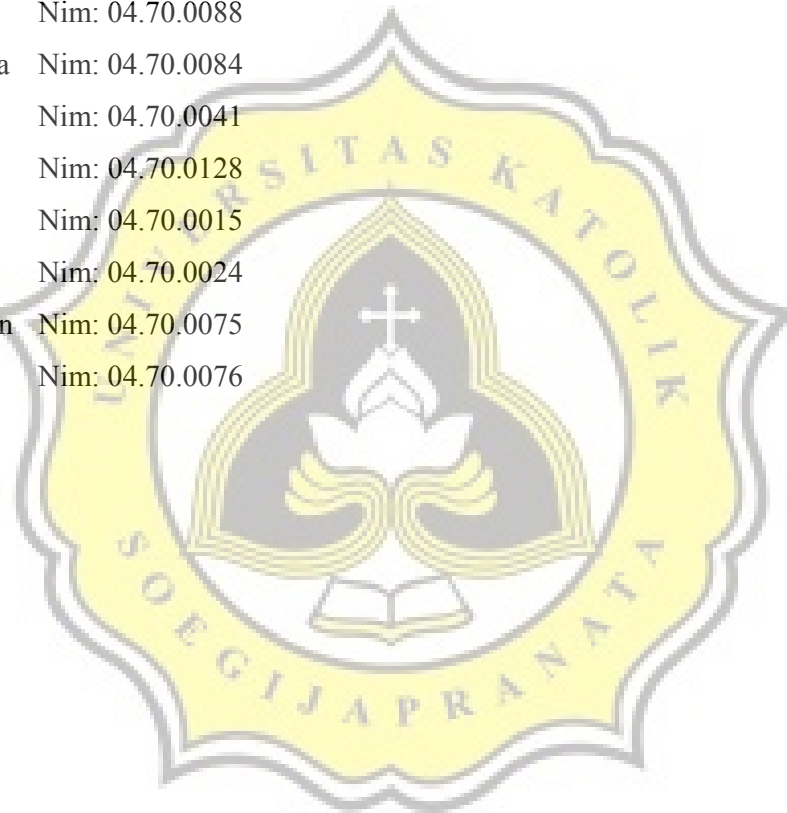 Nim: 04.70.0088
a Nim: 04.70.0084
Nim: 04.70.0041
Nim: 04.70.0128
Nim: 04.70.0015
Nim: 04.70.0024
n Nim: 04.70.0075
Nim: 04.70.0076
UNIVERSITAS KATOLIK
SOEGIJAPRANATA